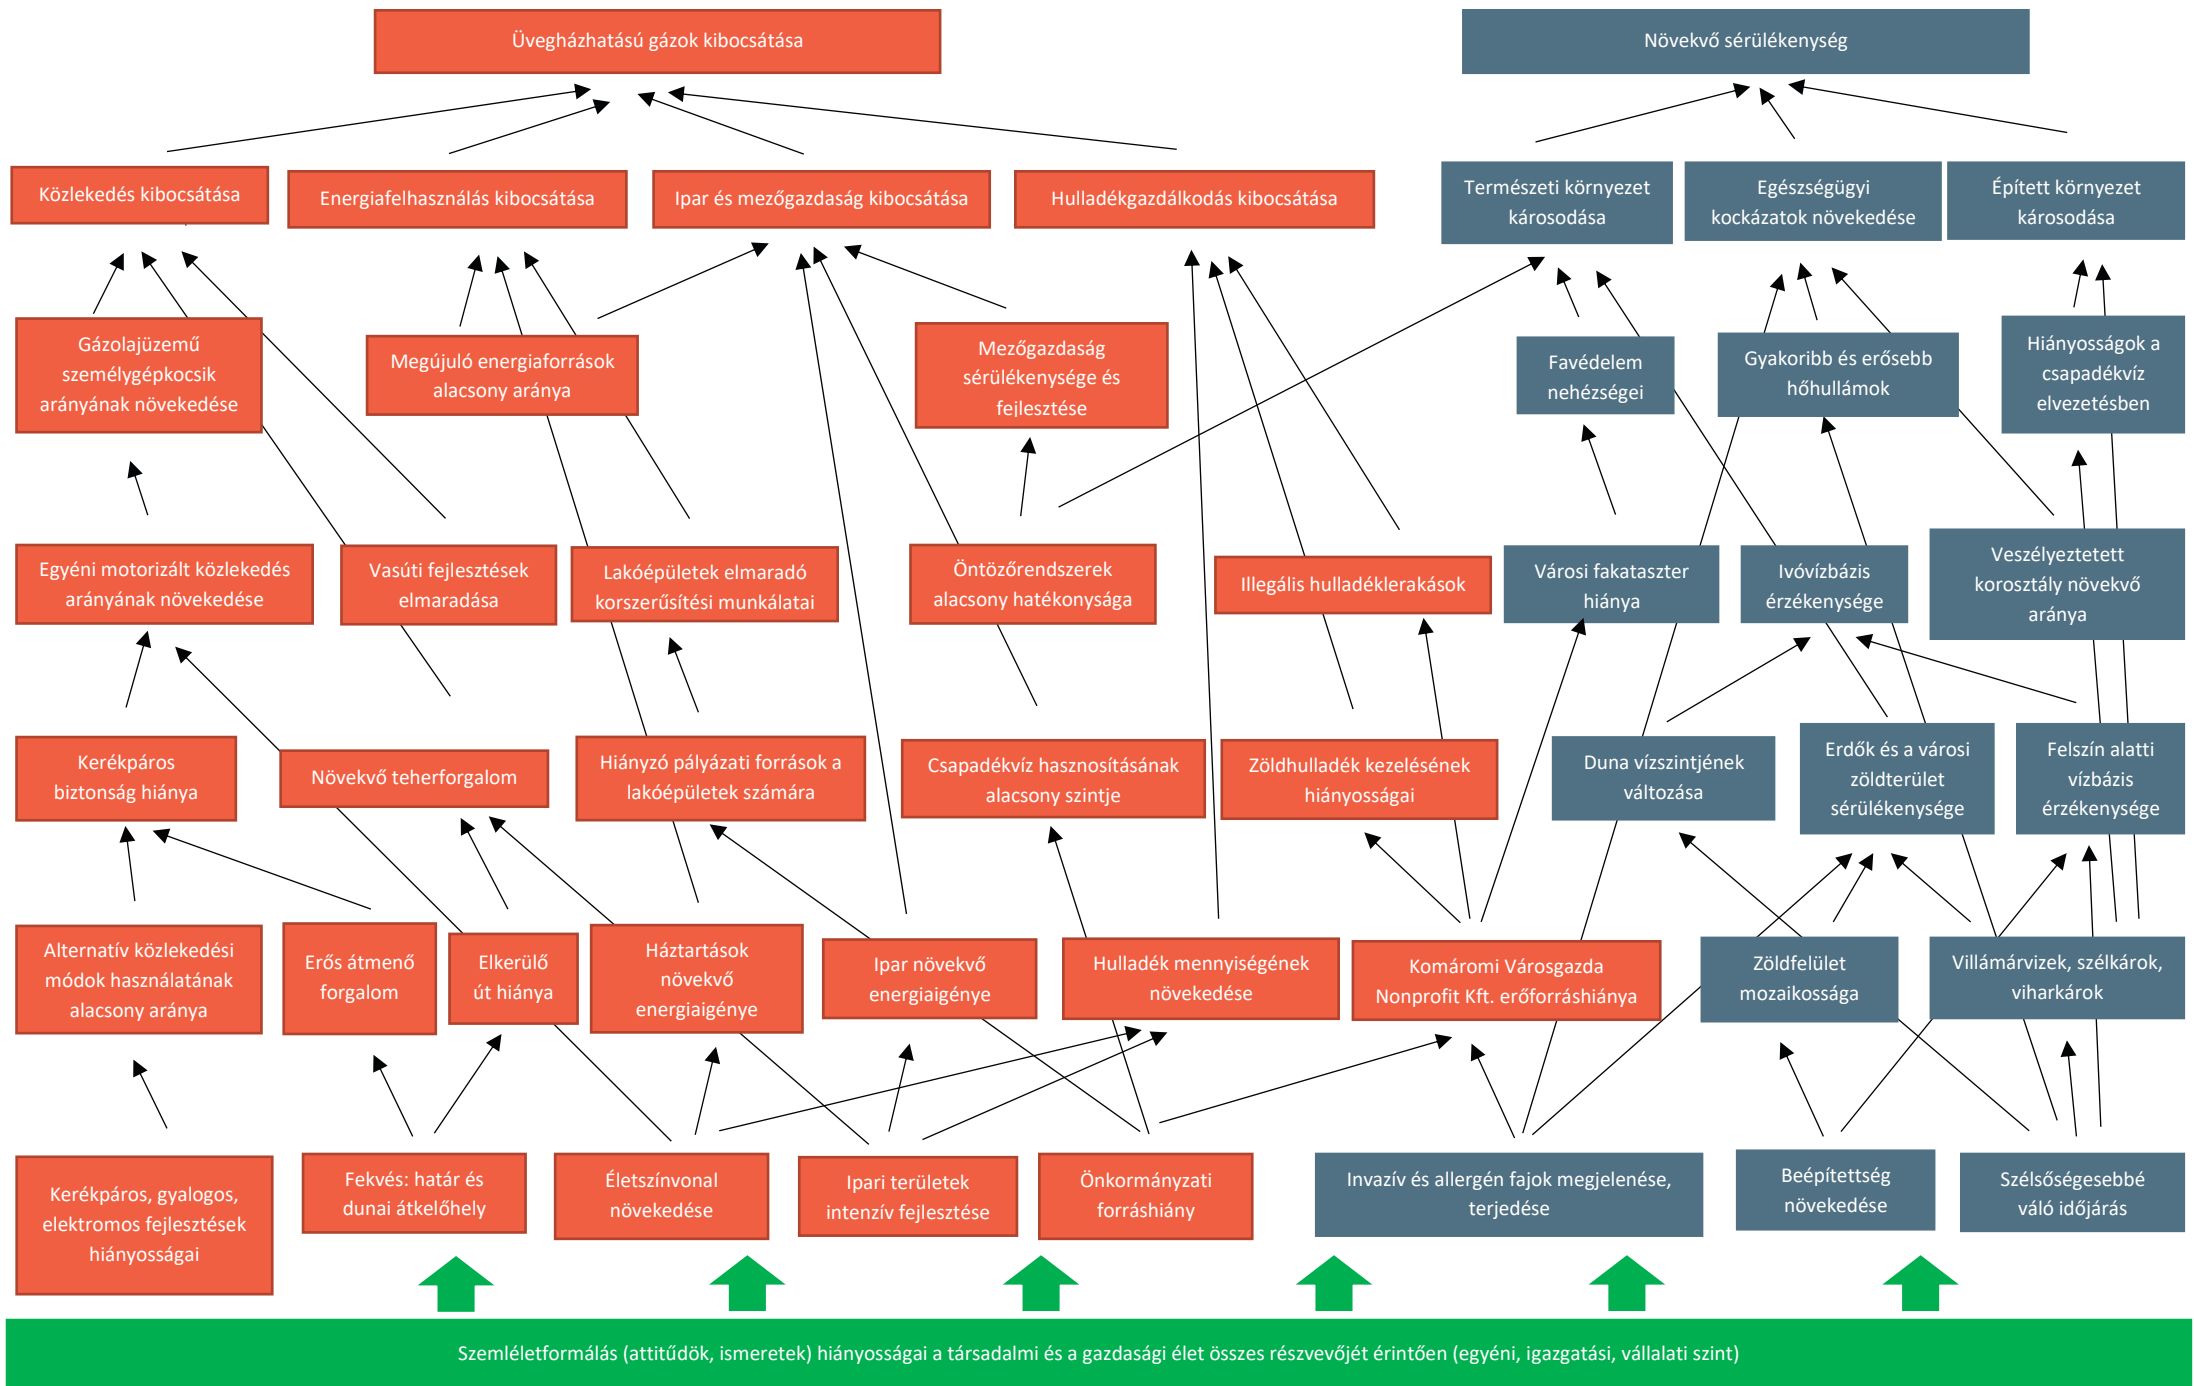 Üvegházhatású gázok kibocsátása
Növekvő sérülékenység
Közlekedés kibocsátása
Energiafelhasználás kibocsátása
Ipar és mezőgazdaság kibocsátása
Hulladékgazdálkodás kibocsátása
Természeti környezet
károsodása
Egészségügyi
kockázatok növekedése
Épített környezet
károsodása
Gázolajüzemű
személygépkocsik
arányának növekedése
Megújuló energiaforrások
alacsony aránya
Mezőgazdaság
sérülékenysége és
fejlesztése
Favédelem
nehézségei
Gyakoribb és erősebb
hőhullámok
Hiányosságok a
csapadékvíz
elvezetésben
Egyéni motorizált közlekedés
arányának növekedése
Vasúti fejlesztések
elmaradása
Lakóépületek elmaradó
korszerűsítési munkálatai
Öntözőrendszerek
alacsony hatékonysága
Illegális hulladéklerakások
Városi fakataszter
hiánya
Ivóvízbázis
érzékenysége
Veszélyeztetett
korosztály növekvő
aránya
Kerékpáros
biztonság hiánya
Növekvő teherforgalom
Hiányzó pályázati források a
lakóépületek számára
Csapadékvíz hasznosításának
alacsony szintje
Zöldhulladék kezelésének
hiányosságai
Duna vízszintjének
változása
Erdők és a városi
zöldterület
sérülékenysége
Felszín alatti
vízbázis
érzékenysége
Alternatív közlekedési
módok használatának
alacsony aránya
Erős átmenő
forgalom
Elkerülő
út hiánya
Háztartások
növekvő
energiaigénye
Ipar növekvő
energiaigénye
Hulladék mennyiségének
növekedése
Komáromi Városgazda
Nonprofit Kft. erőforráshiánya
Zöldfelület
mozaikossága
Villámárvizek, szélkárok,
viharkárok
Kerékpáros, gyalogos,
elektromos fejlesztések
hiányosságai
Fekvés: határ és
dunai átkelőhely
Életszínvonal
növekedése
Ipari területek
intenzív fejlesztése
Önkormányzati
forráshiány
Invazív és allergén fajok megjelenése,
terjedése
Beépítettség
növekedése
Szélsőségesebbé
váló időjárás
Szemléletformálás (attitűdök, ismeretek) hiányosságai a társadalmi és a gazdasági élet összes részvevőjét érintően (egyéni, igazgatási, vállalati szint)